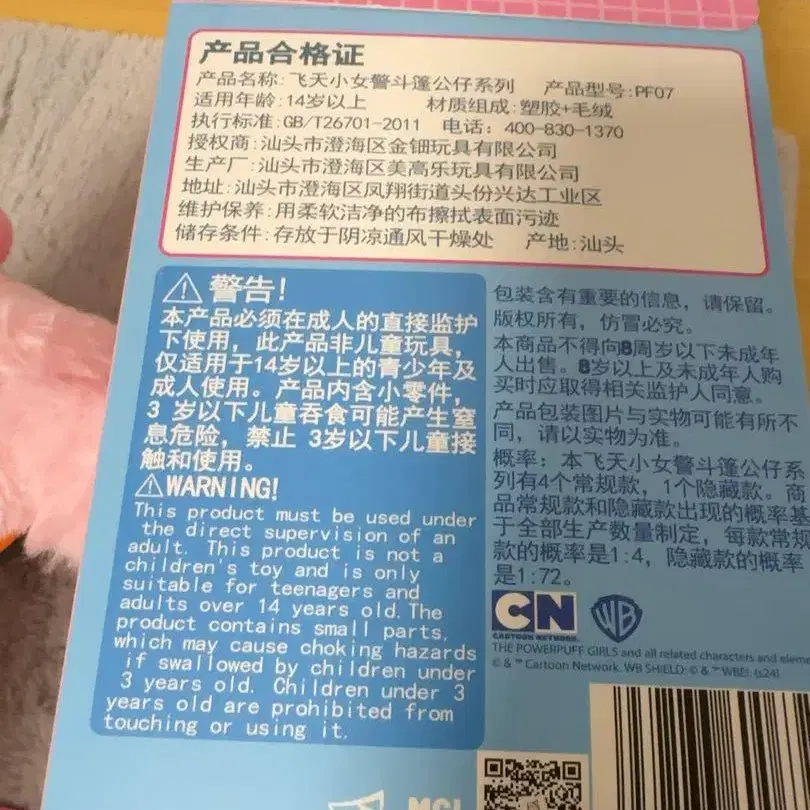 产品合格证
产品名称:飞天小女警斗篷公仔系列 产品型号:PF07
适用年龄:14岁以上 材质组成:塑胶+毛绒
执行标准:GB/T26701-2011 电话: 400-830-1370
授权商:汕头市澄海区金钿玩具有限公司
生产厂:汕头市澄海区美高乐玩具有限公司
地址:汕头市澄海区凤翔街道头份兴达工业区
维护保养:用柔软洁净的布擦拭表面污迹
储存条件:存放于阴凉通风干燥处 产地:汕头
警告!
本产品必须在成人的直接监护
下使用，此产品非儿童玩具，
仅适用于14岁以上的青少年及
成人使用。产品内含小零件，
3 岁以下儿童吞食可能产生窒
息危险，禁止 3岁以下儿童接
触和使用。
WARNING!
This product must be used under
the direct supervision of an
adult. This product is not a
children's toy and is only
suitable for teenagers and
adults over 14 years old.The
product contains small parts,
which may cause choking hazards
if swallowed by children under
3 years old. Children under 3
years old are prohibited from
touching or using it.
包装含有重要的信息，请保留。
版权所有，仿冒必究。
本商品不得向8周岁以下未成年
人出售。8岁以上及未成年人购
买时应取得相关监护人同意。
产品包装图片与实物可能有所不
同，请以实物为准。
概率：本飞天小女警斗篷公仔系
列有4个常规款，1个隐藏款。商
品常规款和隐藏款出现的概率基
于全部生产数量制定，每款常规
款的概率是1:4，隐藏款的概率
是1:72。
CN WB
CARTOON NETWORK
THE POWERPUFF GIRLS and all related characters and eleme
© & ™ Cartoon Network. WB SHIELD: © & ™ WBEI. (s24)